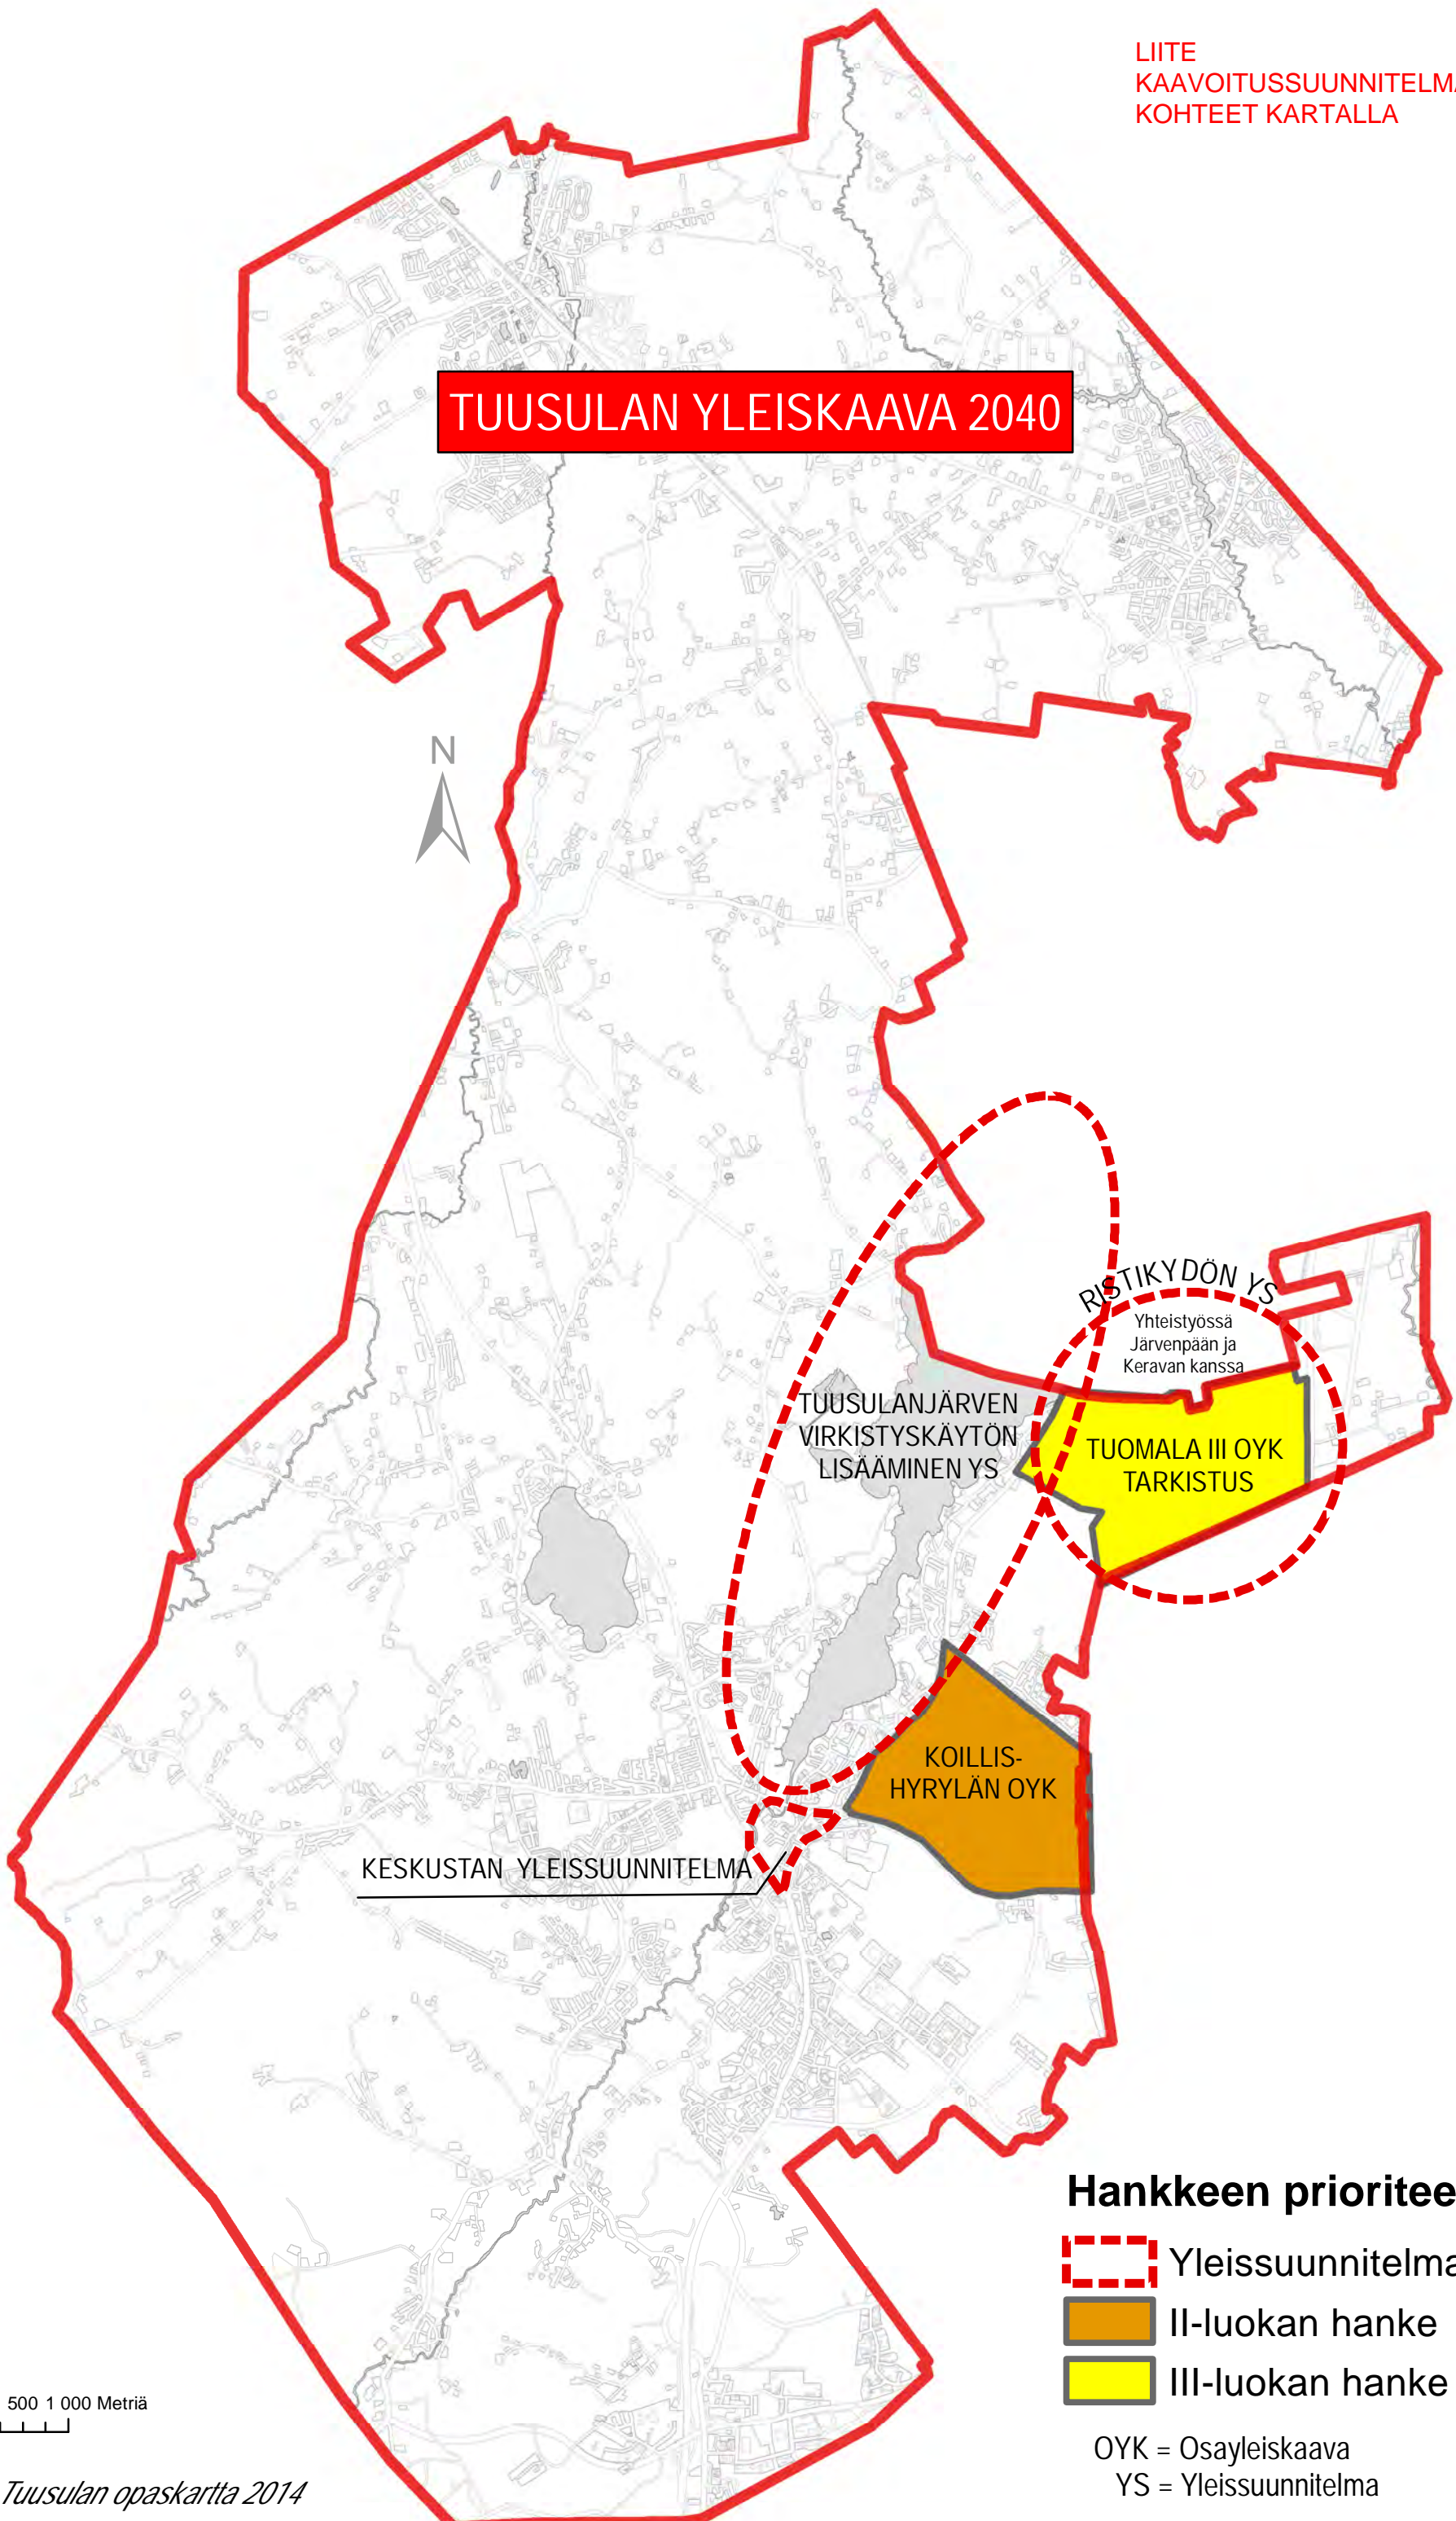 LIITE
KAAVOITUSSUUNNITELMA
KOHTEET KARTALLA
TUUSULAN YLEISKAAVA 2040
N
RISTIKYDÖN YS
Yhteistyössä
Järvenpään ja
Keravan kanssa
TUUSULANJÄRVEN
VIRKISTYSKÄYTÖN
LISÄÄMINEN YS
TUOMALA III OYK
TARKISTUS
KOILLIS-
HYRYLÄN OYK
KESKUSTAN YLEISSUUNNITELMA
Hankkeen prioritee
Yleissuunnitelma
II-luokan hanke
III-luokan hanke
OYK = Osayleiskaava
YS = Yleissuunnitelma
500 1 000 Metriä
Tuusulan opaskartta 2014